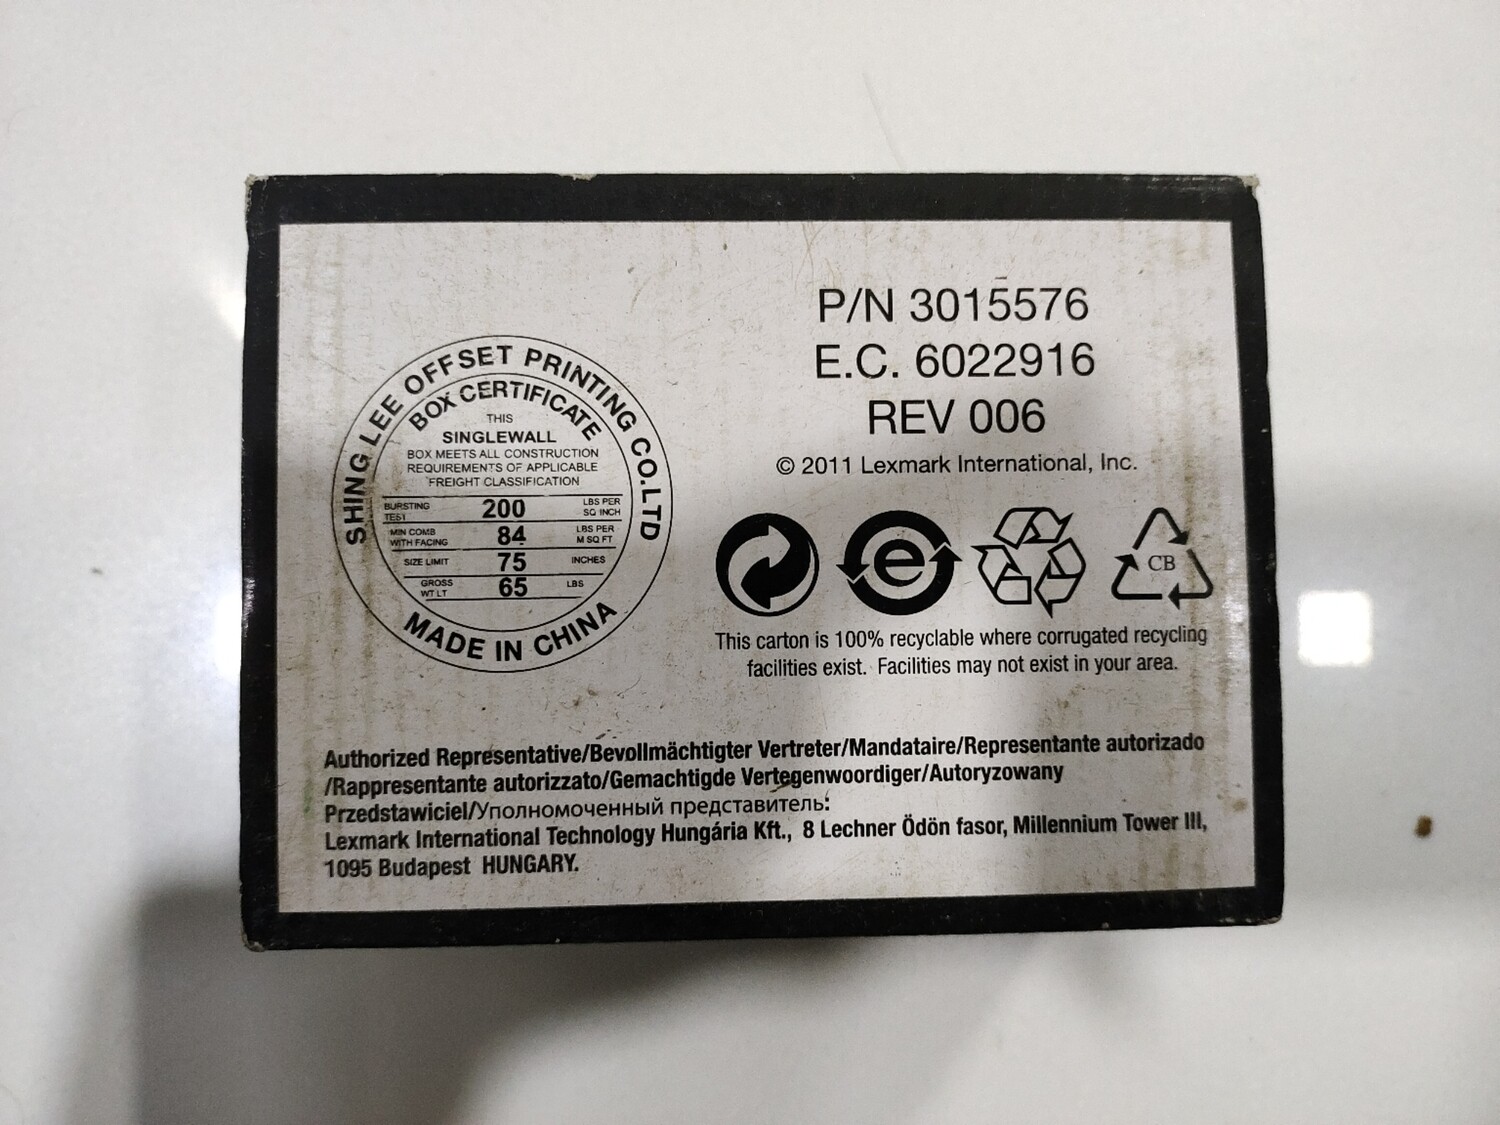 SHING LEE OFFSET PRINTING CO.LTD
BOX CERTIFICATE
THIS
SINGLEWALL
BOX MEETS ALL CONSTRUCTION
REQUIREMENTS OF APPLICABLE
FREIGHT CLASSIFICATION
BURSTING TEST 200 LBS PER SQ INCH
MIN COMB WITH FACING 84 LBS PER M SQ FT
SIZE LIMIT 75 INCHES
GROSS WT LT 65 LBS
MADE IN CHINA
P/N 3015576
E.C. 6022916
REV 006
© 2011 Lexmark International, Inc.
e
CB
This carton is 100% recyclable where corrugated recycling
facilities exist. Facilities may not exist in your area.
Authorized Representative/Bevollmächtigter Vertreter/Mandataire/Representante autorizado
/Rappresentante autorizzato/Gemachtigde Vertegenwoordiger/Autoryzowany
Przedstawiciel/Уполномоченный представитель:
Lexmark International Technology Hungária Kft., 8 Lechner Ödön fasor, Millennium Tower III,
1095 Budapest HUNGARY.